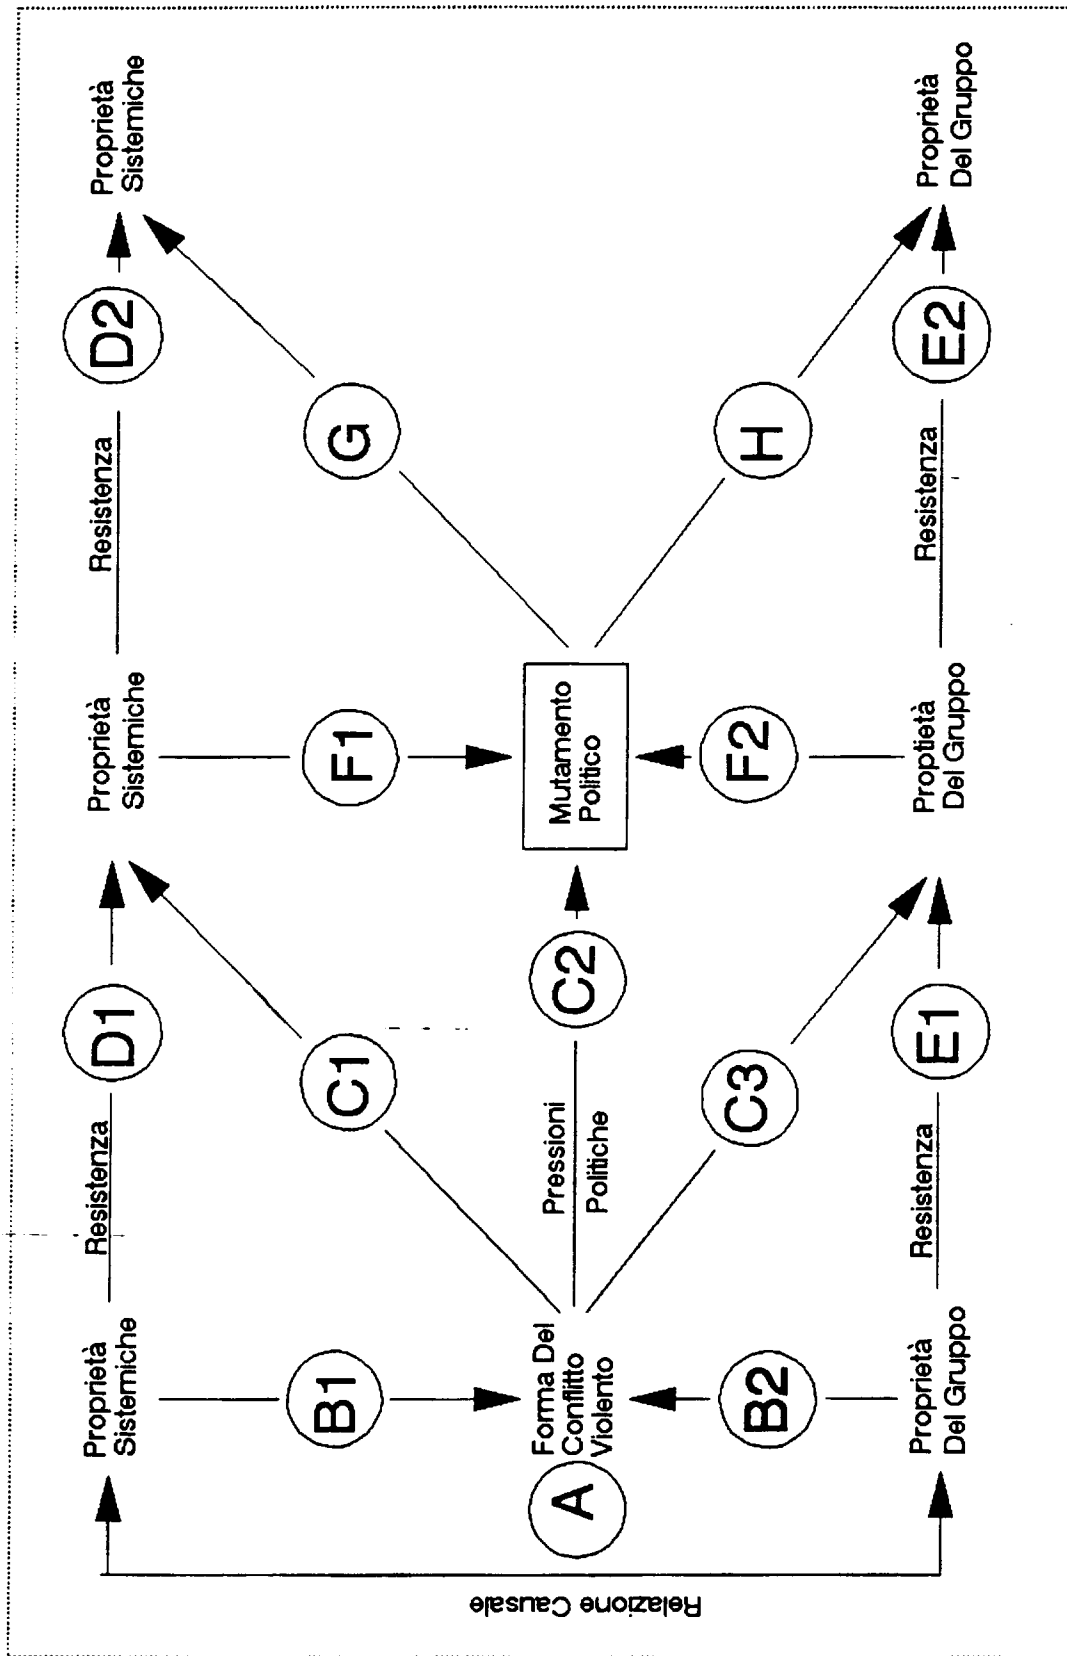 Proprietà
Sistemiche
Resistenza
D1
Proprietà
Sistemiche
Resistenza
D2
Proprietà
Sistemiche
B1
C1
F1
G
Relazione Causale
A
Forma Del
Conflitto
Violento
Pressioni
Politiche
C2
Mutamento
Politico
B2
C3
F2
H
Proprietà
Del Gruppo
Resistenza
E1
Proptietà
Del Gruppo
Resistenza
E2
Proprietà
Del Gruppo